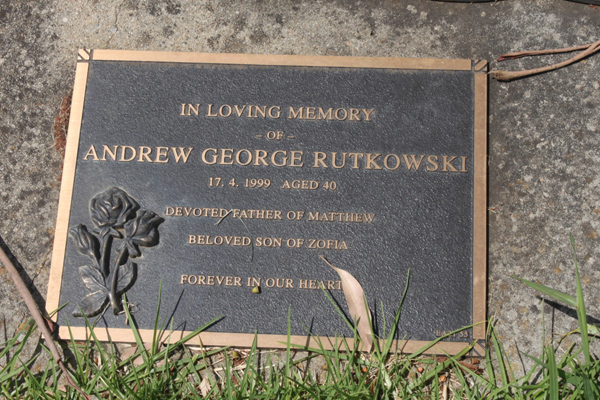 IN LOVING MEMORY
– OF –
ANDREW GEORGE RUTKOWSKI
17. 4. 1999 AGED 40
DEVOTED FATHER OF MATTHEW
BELOVED SON OF ZOFIA
FOREVER IN OUR